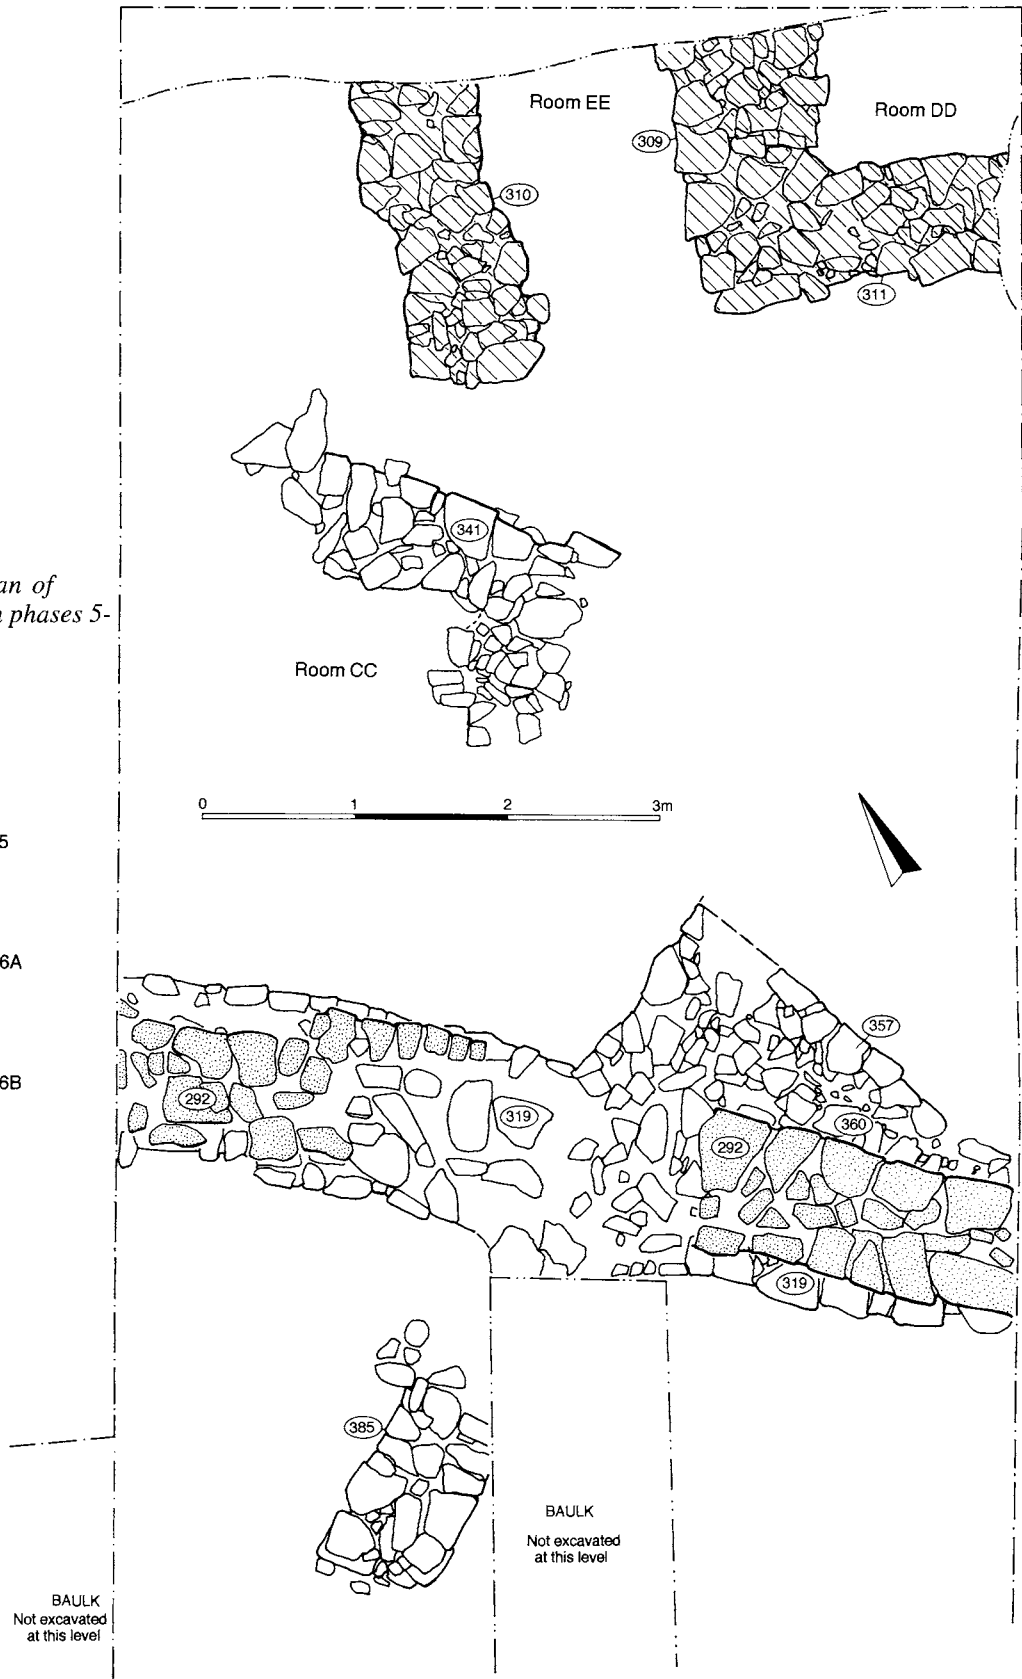 Room EE
Room DD
309
310
311
341
an of
phases 5-
Room CC
0 1 2 3m
5
6A
357
6B
292
319
360
292
319
385
BAULK
Not excavated
at this level
BAULK
Not excavated
at this level